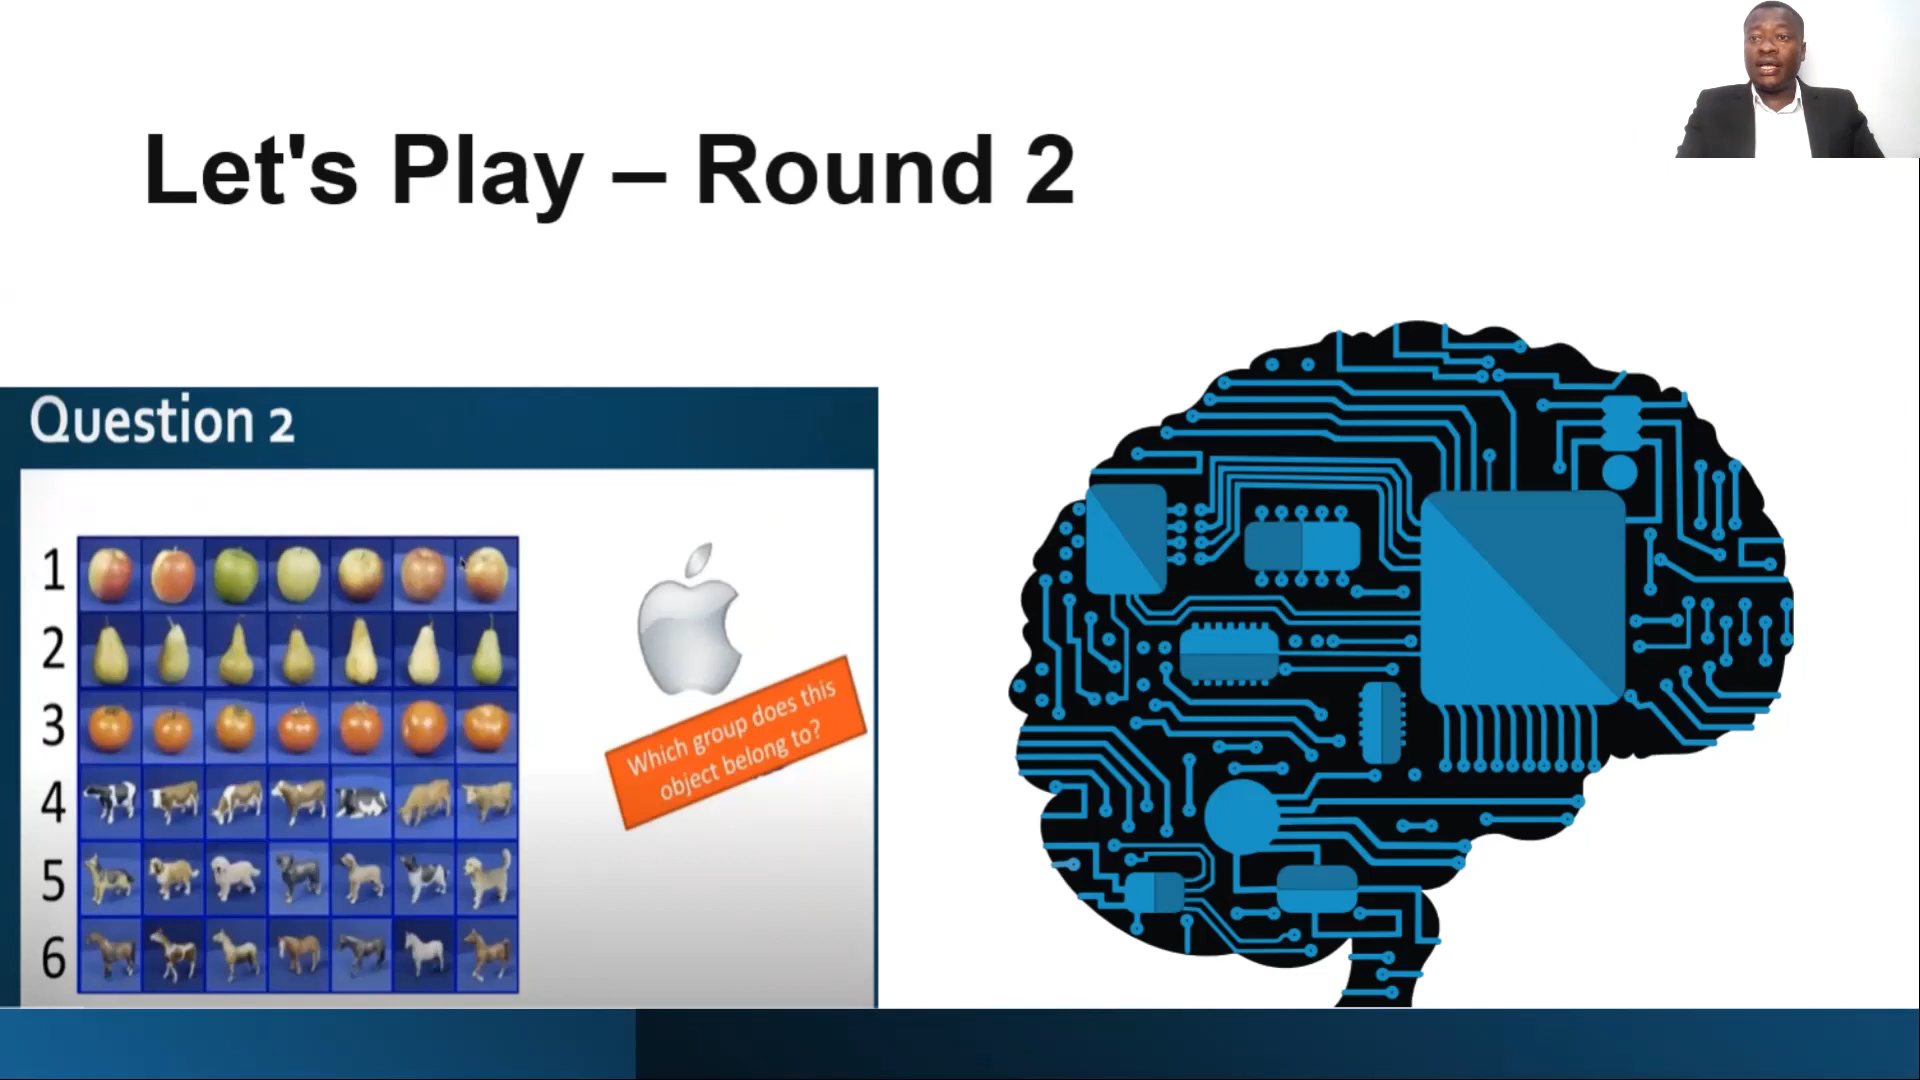 Let's Play – Round 2
Question 2
1
2
3
4
5
6
Which group does this
object belong to?